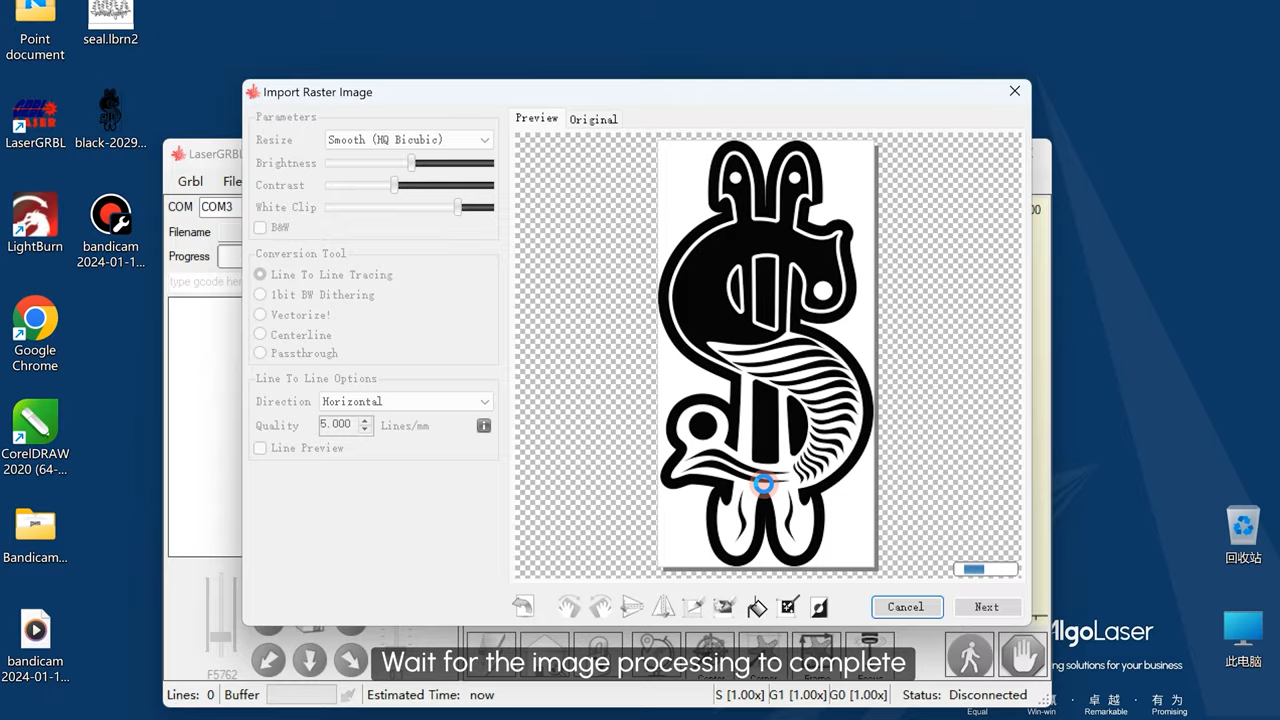 Point
document
seal.lbrn2
LaserGRBL
black-2029...
LightBurn
bandicam
2024-01-1...
Google
Chrome
CorelDRAW
2020 (64-...
Bandicam...
bandicam
2024-01-1...
LaserGRBL
Grbl
File
COM
COM3
Filename
Progress
type gcode her
Import Raster Image
Parameters
Resize
Smooth (HQ Bicubic)
Brightness
Contrast
White Clip
B&W
Conversion Tool
Line To Line Tracing
1bit BW Dithering
Vectorize!
Centerline
Passthrough
Line To Line Options
Direction
Horizontal
Quality
5.000
Lines/mm
Line Preview
Preview
Original
Cancel
Next
00
F5762
Wait for the image processing to complete
Lines: 0
Buffer
Estimated Time: now
S [1.00x]
G1 [1.00x]
G0 [1.00x]
Status: Disconnected
回收站
此电脑
AlgoLaser
ing solutions for your business
· 卓越 · 有为
Equal
Win-win
Remarkable
Promising